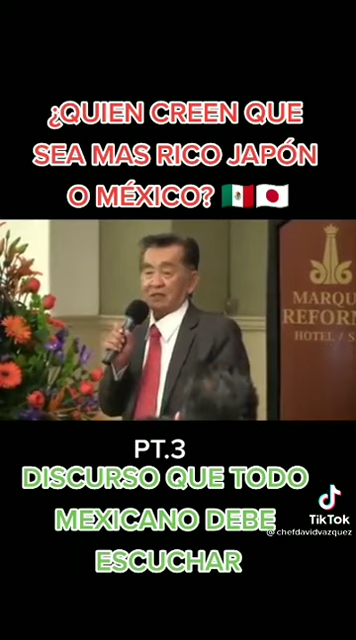 ¿QUIEN CREEN QUE
SEA MAS RICO JAPÓN
O MÉXICO?
MARQU
REFORM
HOTEL / S
PT.3
DISCURSO QUE TODO
MEXICANO DEBE
ESCUCHAR
TikTok
@chefdavidvazquez